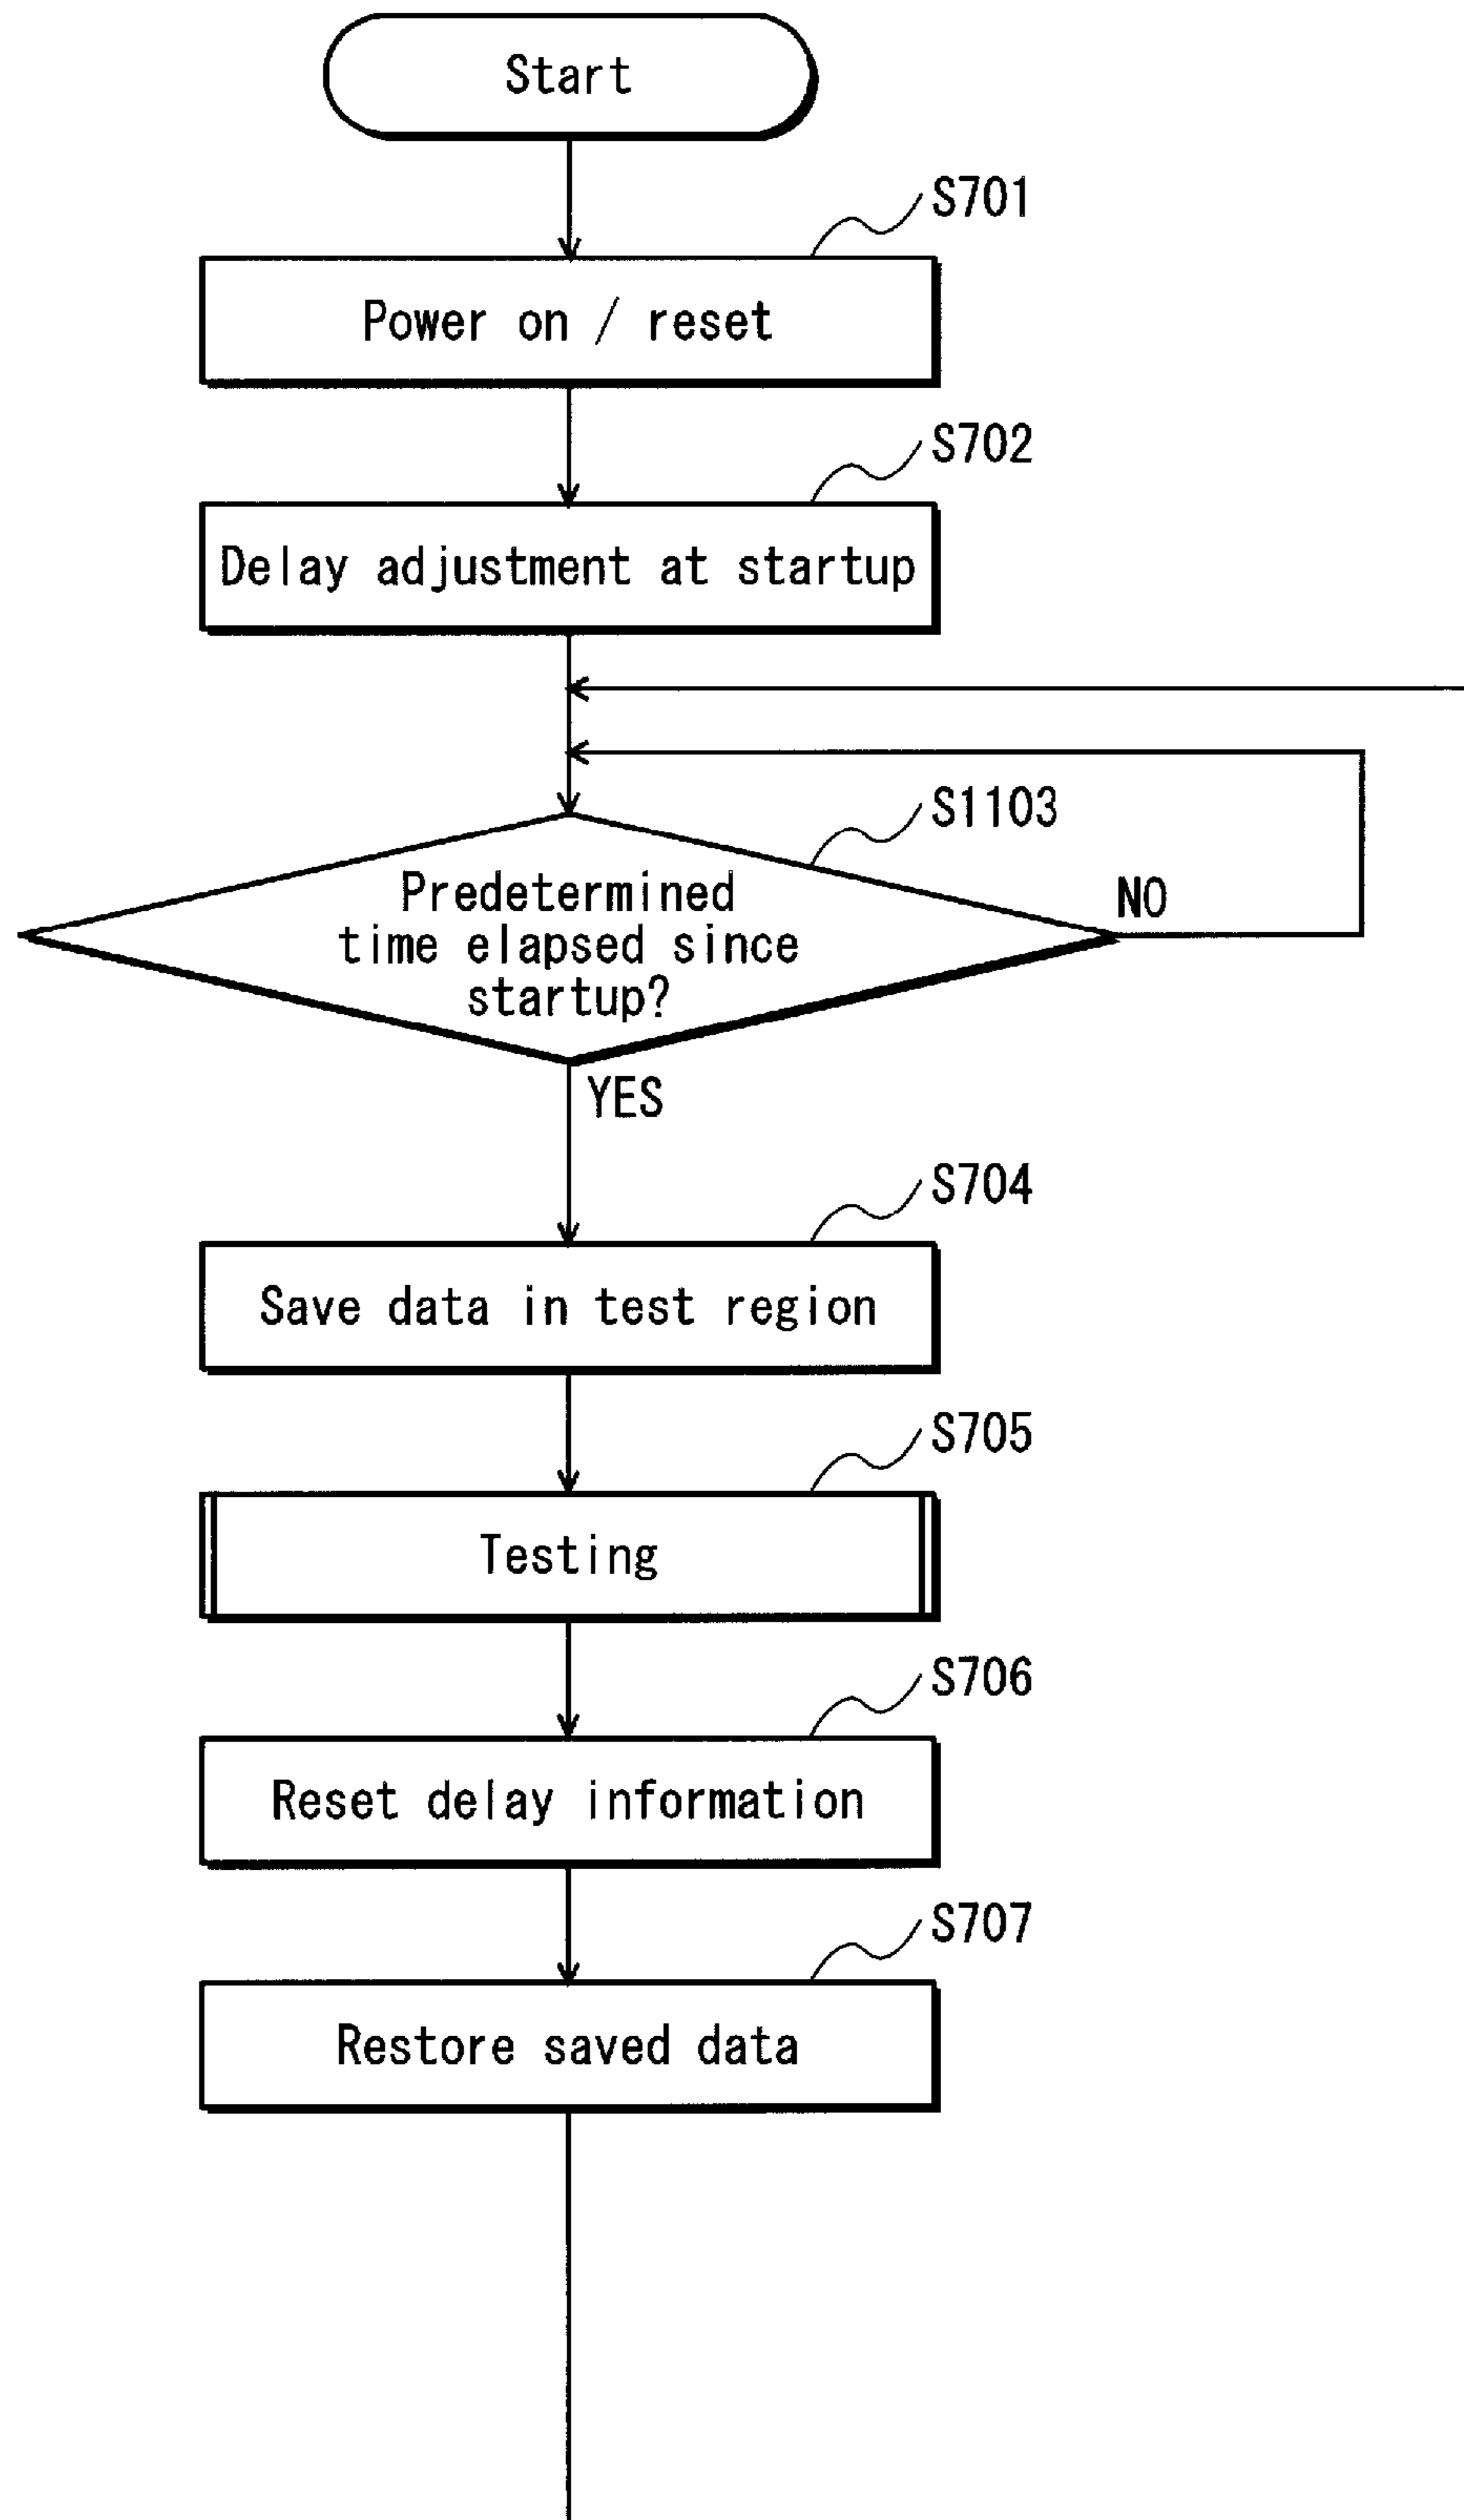 Start
S701
Power on / reset
S702
Delay adjustment at startup
S1103
Predetermined
time elapsed since
startup?
NO
YES
S704
Save data in test region
S705
Testing
S706
Reset delay information
S707
Restore saved data